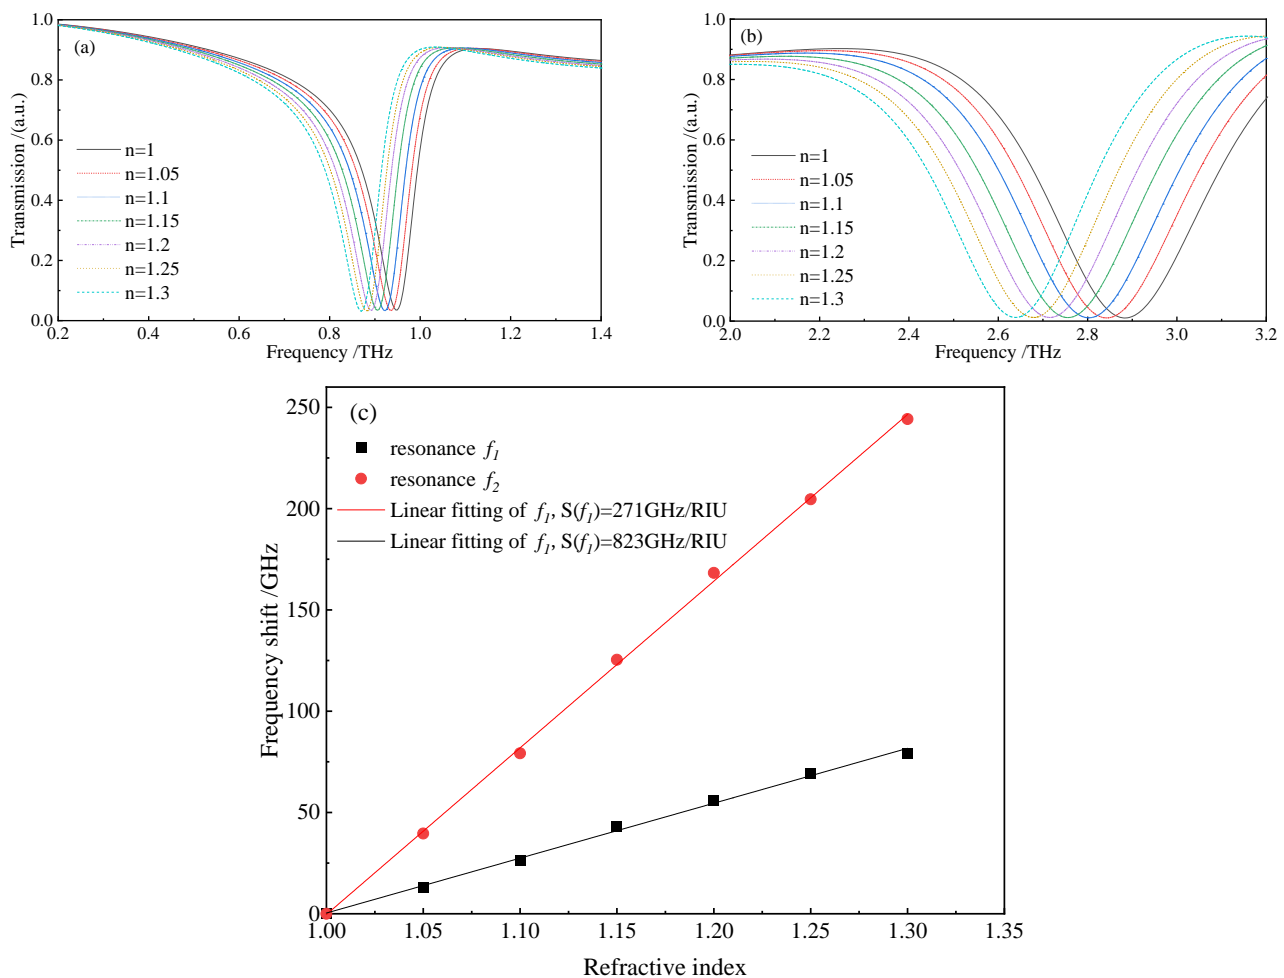 (a)
Transmission /(a.u.)
1.0
0.8
0.6
0.4
0.2
0.0
n=1
n=1.05
n=1.1
n=1.15
n=1.2
n=1.25
n=1.3
0.2 0.4 0.6 0.8 1.0 1.2 1.4
Frequency /THz
(b)
Transmission /(a.u.)
1.0
0.8
0.6
0.4
0.2
0.0
n=1
n=1.05
n=1.1
n=1.15
n=1.2
n=1.25
n=1.3
2.0 2.2 2.4 2.6 2.8 3.0 3.2
Frequency /THz
(c)
Frequency shift /GHz
250
200
150
100
50
0
resonance f1
resonance f2
Linear fitting of f1, S(f1)=271GHz/RIU
Linear fitting of f1, S(f1)=823GHz/RIU
1.00 1.05 1.10 1.15 1.20 1.25 1.30 1.35
Refractive index